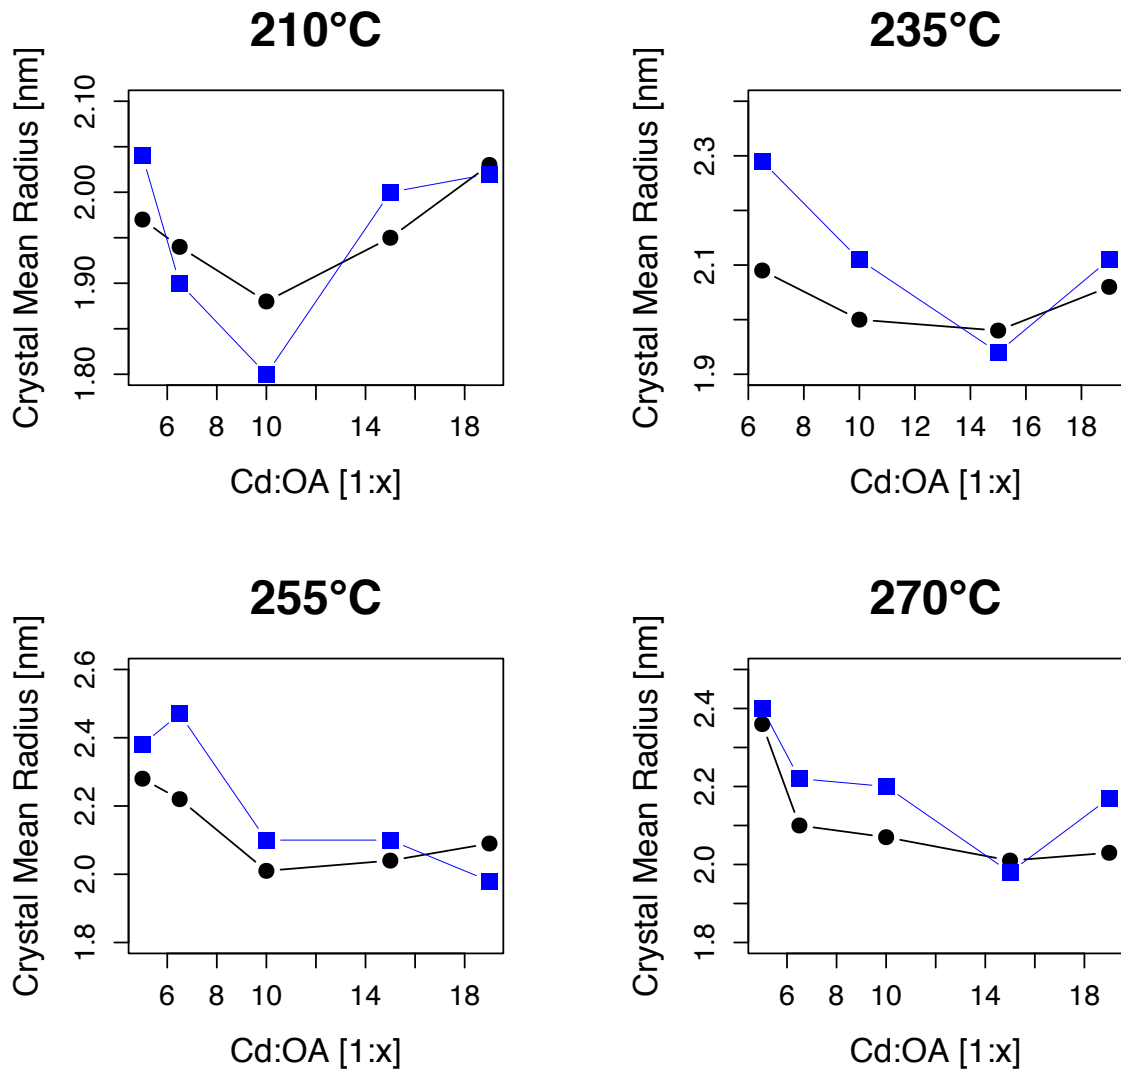 210°C
Crystal Mean Radius [nm]
2.10
2.00
1.90
1.80
6 8 10 14 18
Cd:OA [1:x]
235°C
Crystal Mean Radius [nm]
2.3
2.1
1.9
6 8 10 12 14 16 18
Cd:OA [1:x]
255°C
Crystal Mean Radius [nm]
2.6
2.4
2.2
2.0
1.8
6 8 10 14 18
Cd:OA [1:x]
270°C
Crystal Mean Radius [nm]
2.4
2.2
2.0
1.8
6 8 10 14 18
Cd:OA [1:x]